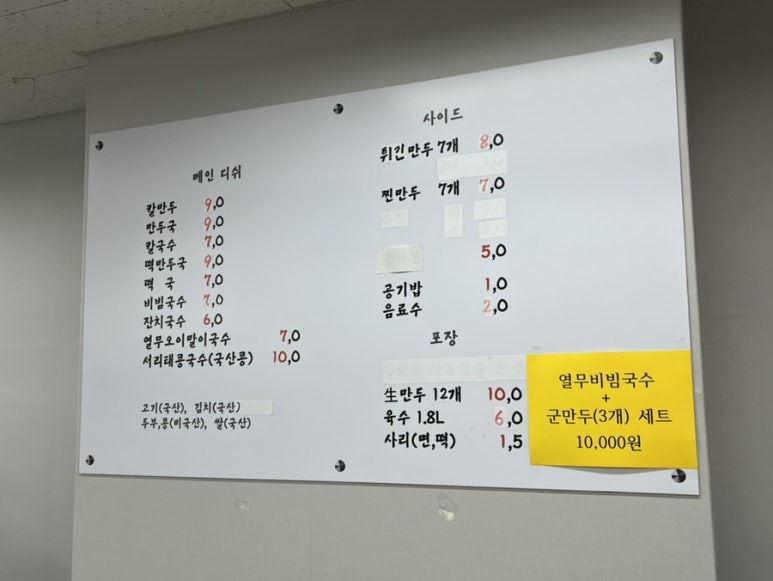 메인 디쉬
칼만두 9,0
만두국 9,0
칼국수 7,0
떡만두국 9,0
떡 국 7,0
비빔국수 7,0
잔치국수 6,0
열무오이말이국수 7,0
서리태콩국수(국산콩) 10,0
고기(국산), 김치(국산)
두부,콩(미국산), 쌀(국산)
사이드
튀긴만두 7개 8,0
찐만두 7개 7,0
5,0
공기밥 1,0
음료수 2,0
포장
生만두 12개 10,0
육수 1.8L 6,0
사리(면,떡) 1,5
열무비빔국수
+
군만두(3개) 세트
10,000원